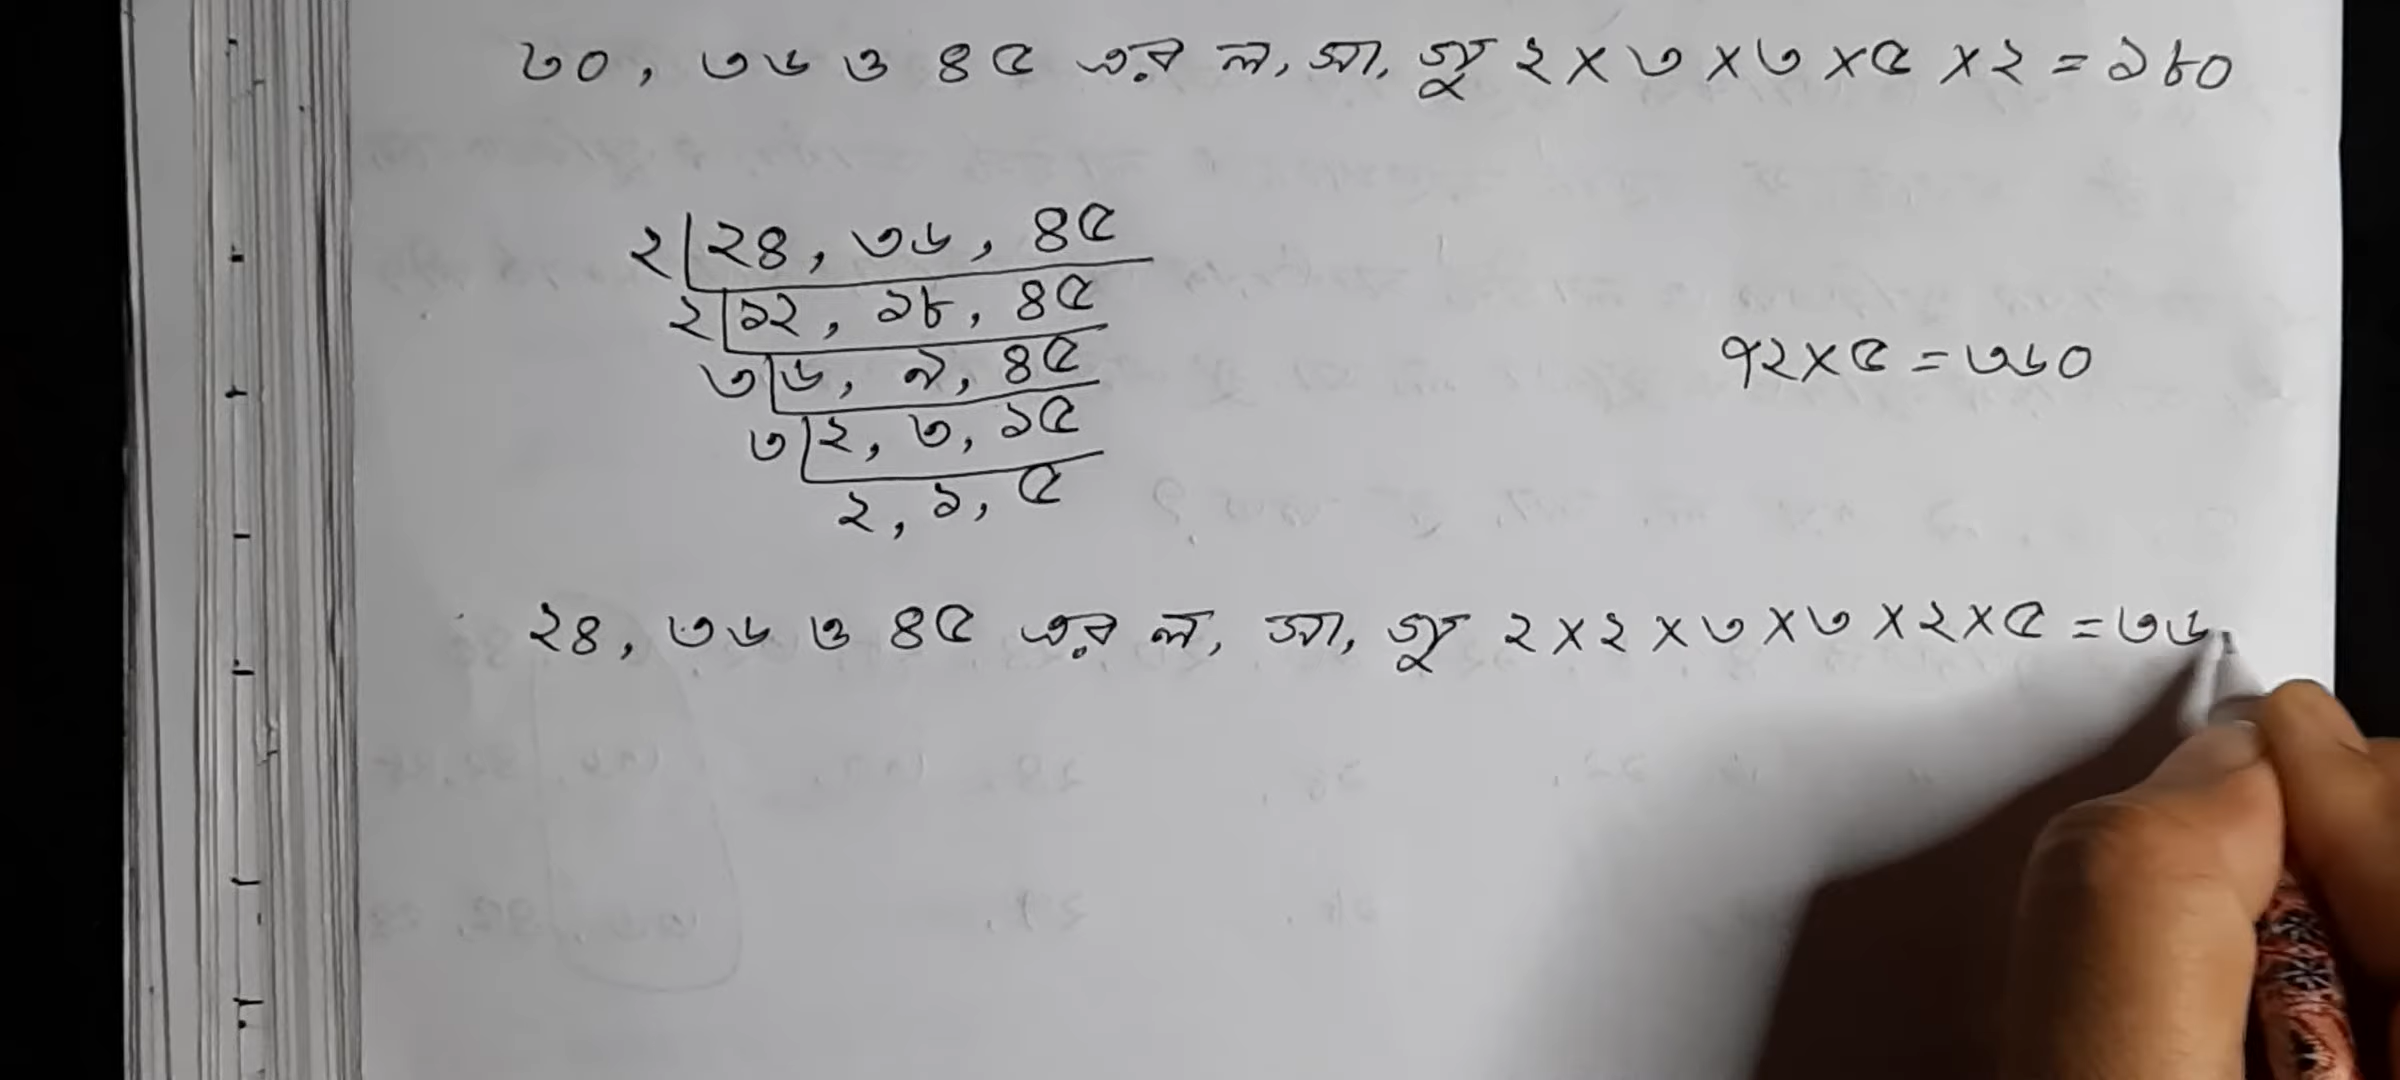 ৩০, ৩৬ ও ৪৫ এর ল, সা, গু ২ × ৩ × ৩ × ৫ × ২ = ১৮০
২ | ২৪, ৩৬, ৪৫
২ | ১২, ১৮, ৪৫
৩ | ৬, ৯, ৪৫
৭২ × ৫ = ৩৬০
৩ | ২, ৩, ১৫
২, ১, ৫
২৪, ৩৬ ও ৪৫ এর ল, সা, গু ২ × ২ × ৩ × ৩ × ২ × ৫ = ৩৬